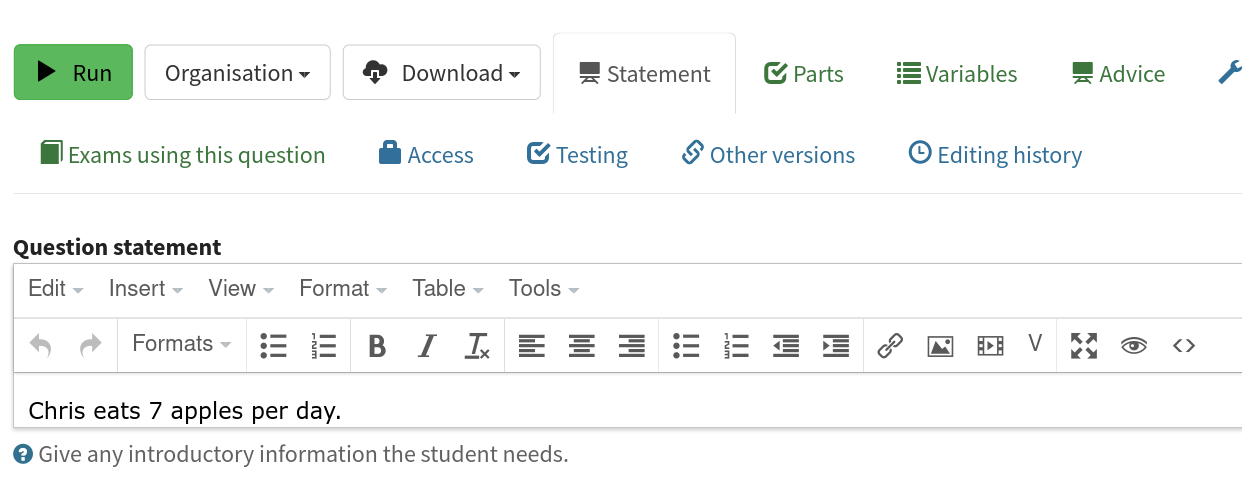 Run Organisation Download Statement Parts Variables Advice
Exams using this question Access Testing Other versions Editing history
Question statement
Edit Insert View Format Table Tools
Formats B I Tx V <>
Chris eats 7 apples per day.
Give any introductory information the student needs.